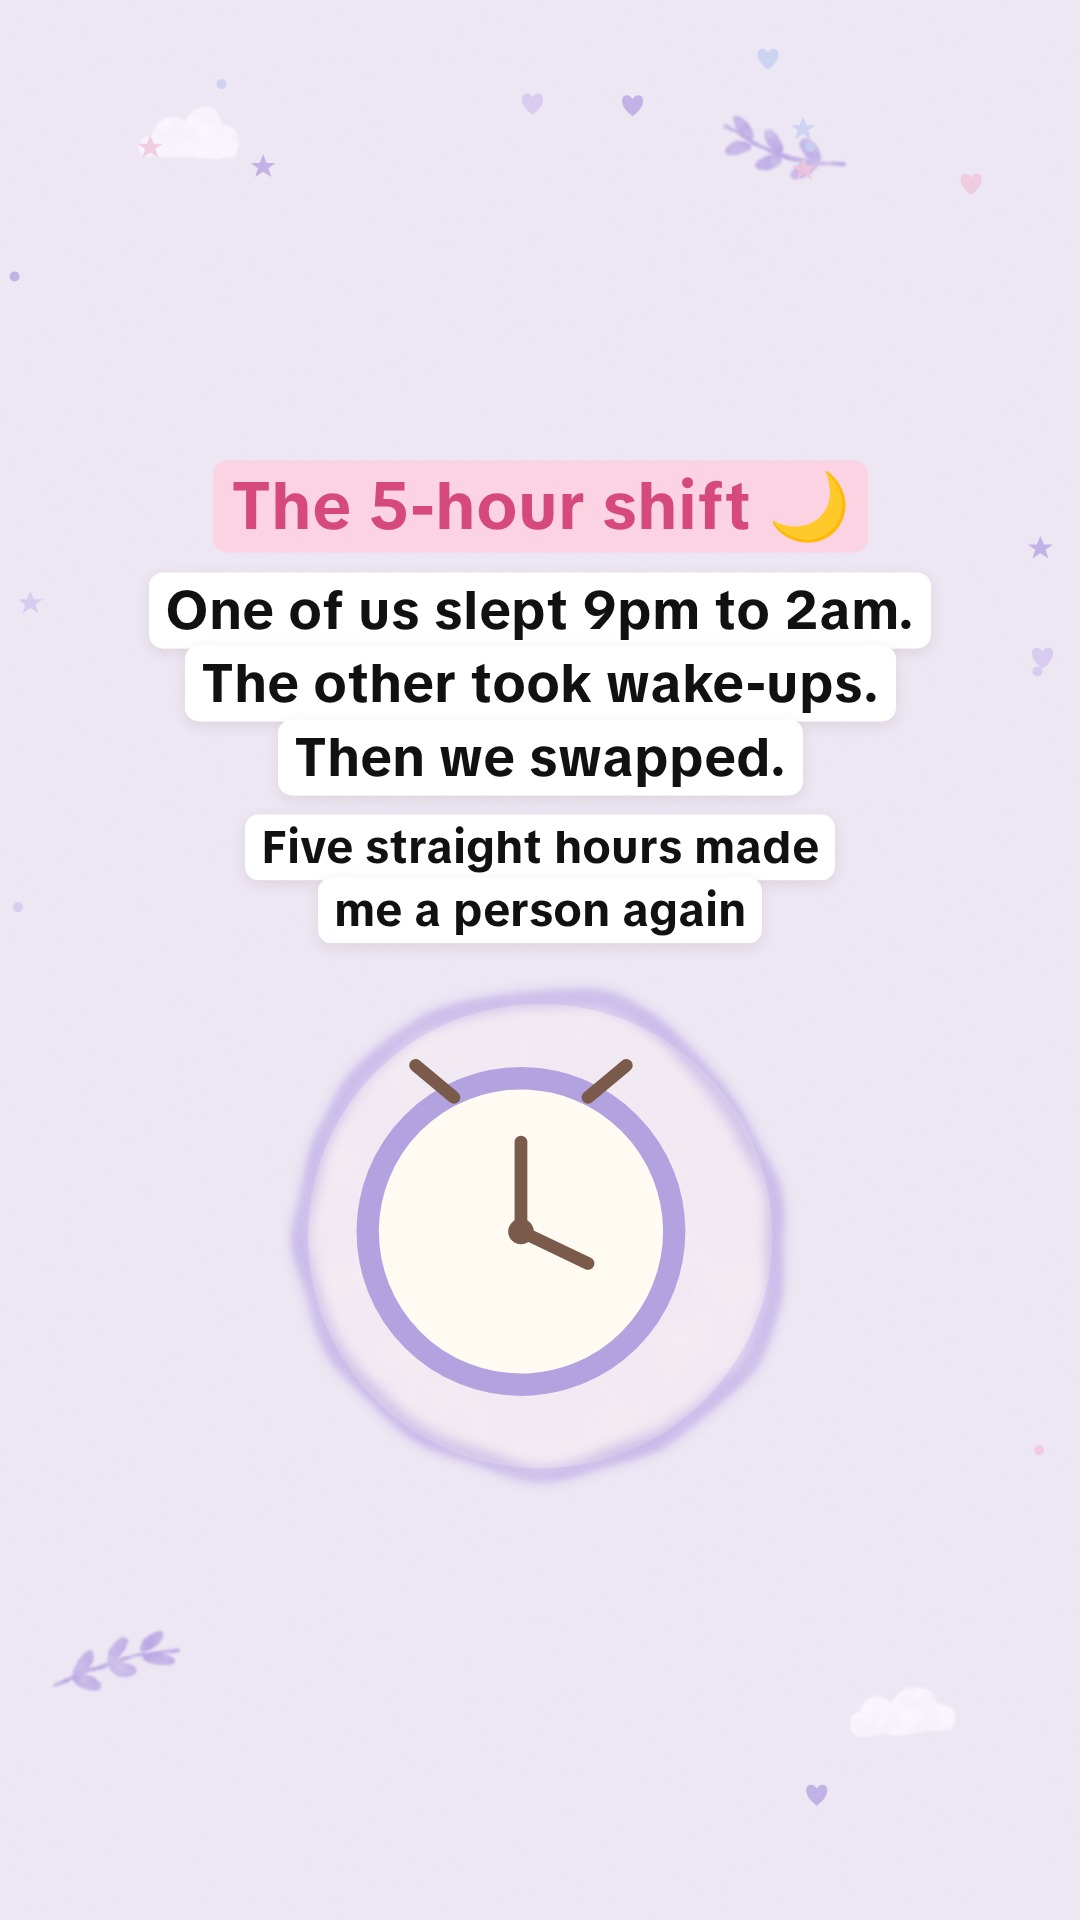 The 5-hour shift 🌙
One of us slept 9pm to 2am.
The other took wake-ups.
Then we swapped.
Five straight hours made
me a person again